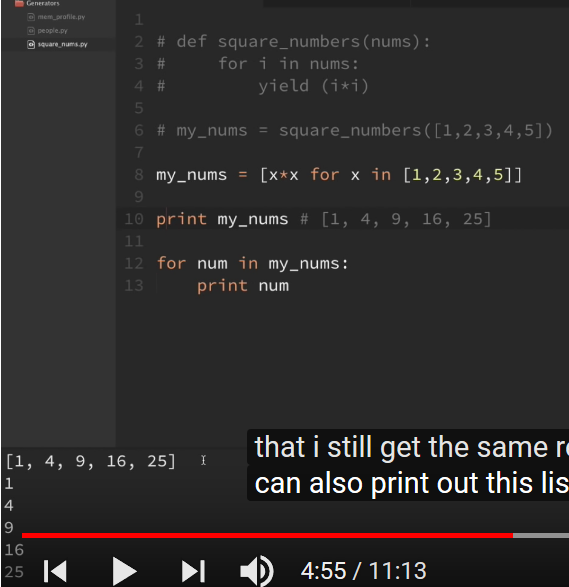 Generators
mem_profile.py
people.py
square_nums.py
1
2 # def square_numbers(nums):
3 #     for i in nums:
4 #         yield (i*i)
5
6 # my_nums = square_numbers([1,2,3,4,5])
7
8 my_nums = [x*x for x in [1,2,3,4,5]]
9
10 print my_nums # [1, 4, 9, 16, 25]
11
12 for num in my_nums:
13     print num
[1, 4, 9, 16, 25]
1
4
9
16
25
that i still get the same
can also print out this
4:55 / 11:13